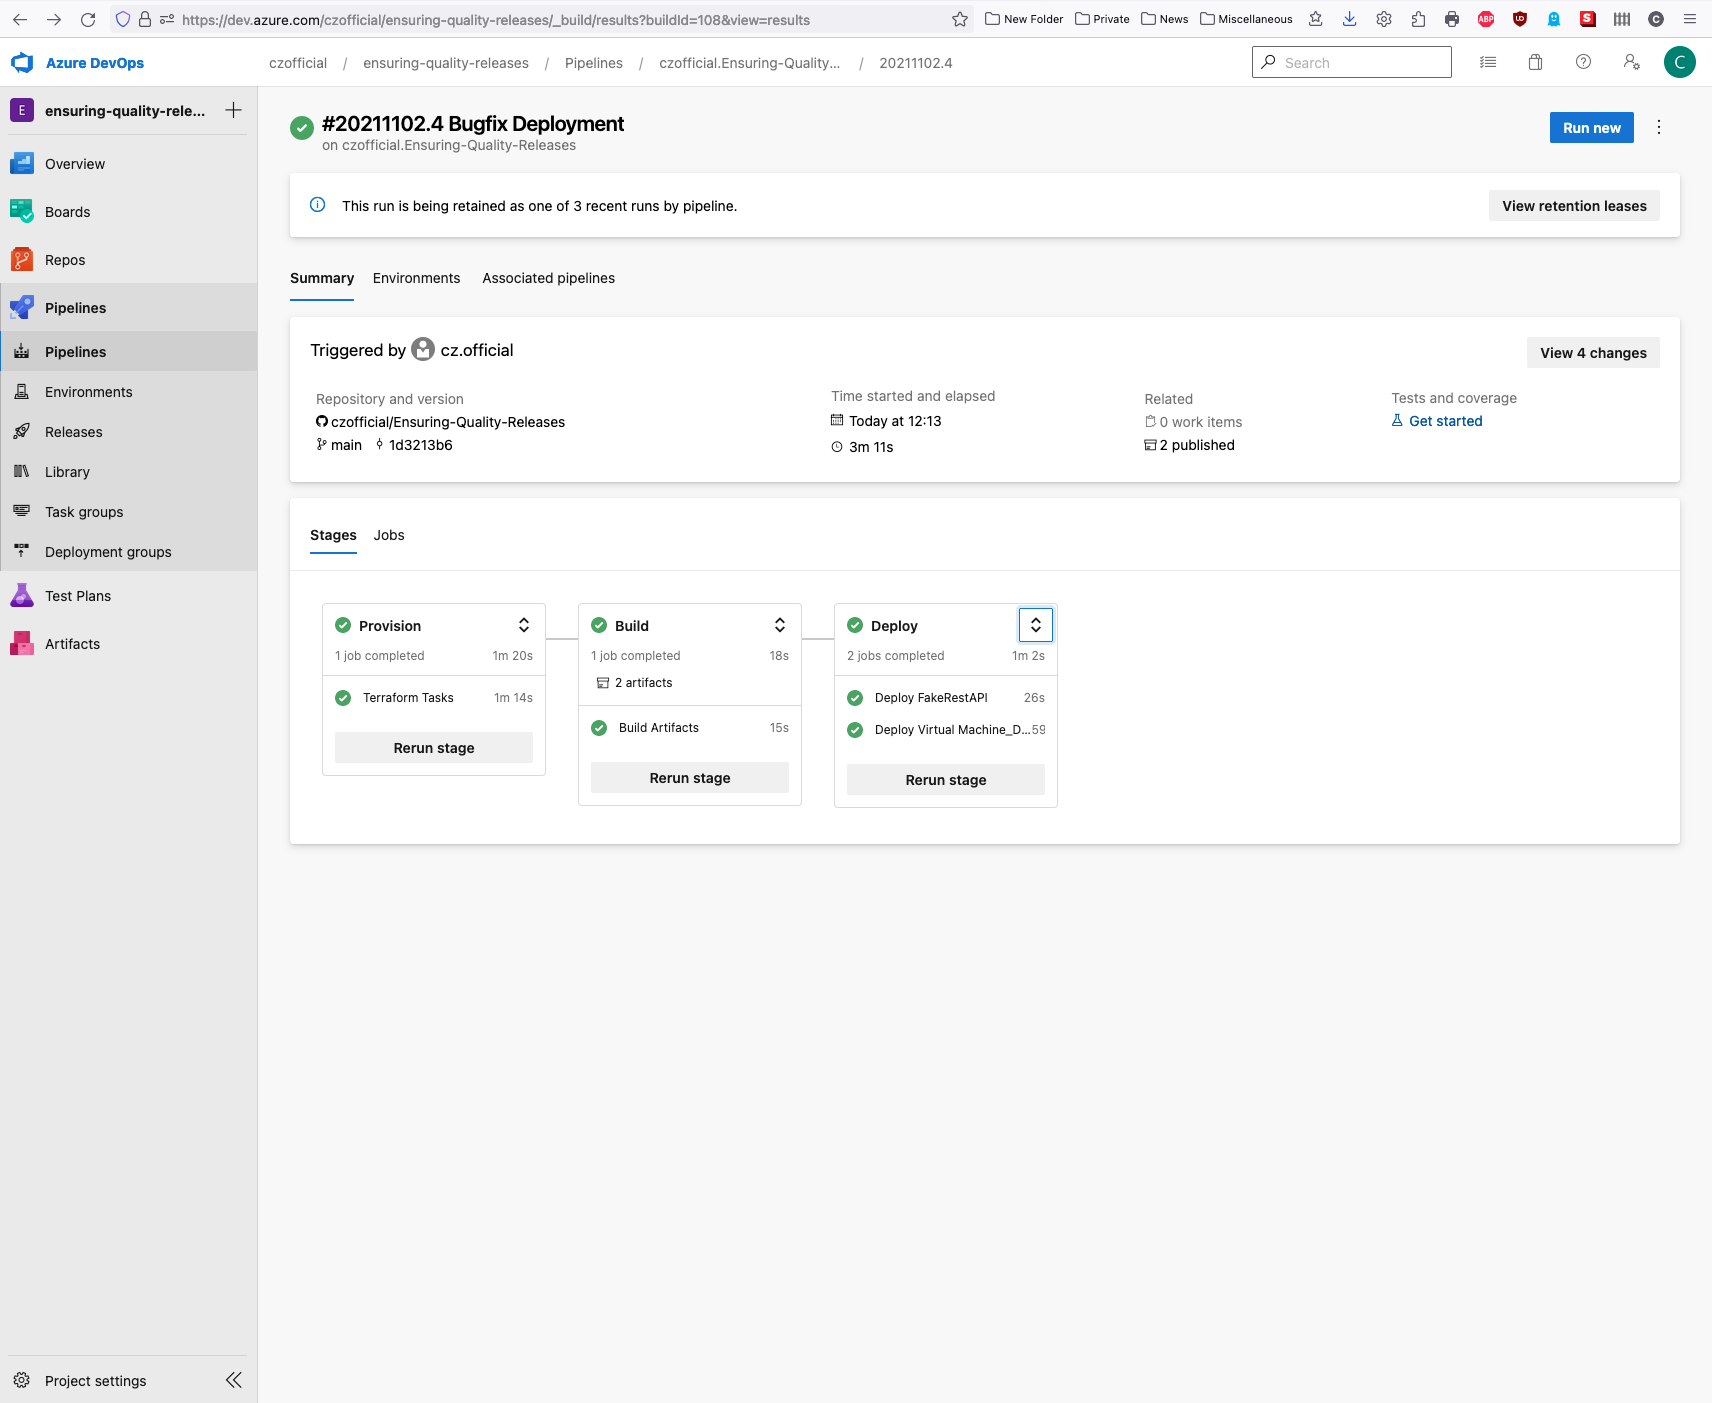 https://dev.azure.com/czofficial/ensuring-quality-releases/_build/results?buildId=108&view=results
New Folder
Private
News
Miscellaneous
ABP
S
C
Azure DevOps
czofficial / ensuring-quality-releases / Pipelines / czofficial.Ensuring-Quality... / 20211102.4
Search
C
E
ensuring-quality-rele...
Overview
Boards
Repos
Pipelines
Pipelines
Environments
Releases
Library
Task groups
Deployment groups
Test Plans
Artifacts
Project settings
#20211102.4 Bugfix Deployment
on czofficial.Ensuring-Quality-Releases
Run new
This run is being retained as one of 3 recent runs by pipeline.
View retention leases
Summary
Environments
Associated pipelines
Triggered by cz.official
View 4 changes
Repository and version
czofficial/Ensuring-Quality-Releases
main 1d3213b6
Time started and elapsed
Today at 12:13
3m 11s
Related
0 work items
2 published
Tests and coverage
Get started
Stages
Jobs
Provision
1 job completed 1m 20s
Terraform Tasks 1m 14s
Rerun stage
Build
1 job completed 18s
2 artifacts
Build Artifacts 15s
Rerun stage
Deploy
2 jobs completed 1m 2s
Deploy FakeRestAPI 26s
Deploy Virtual Machine_D...59
Rerun stage